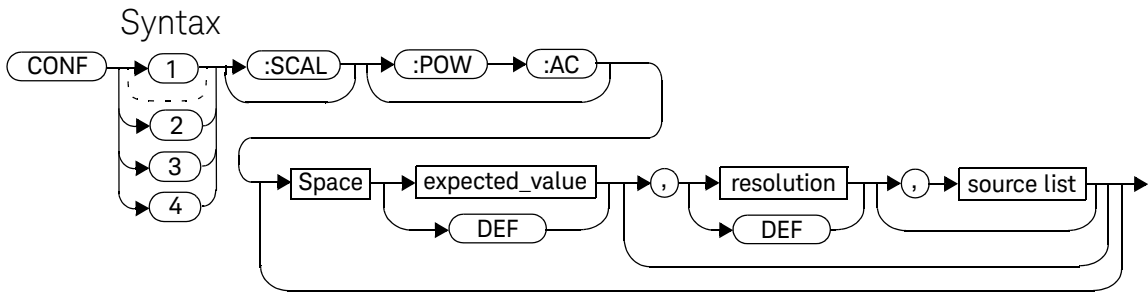 Syntax
CONF 1 :SCAL :POW :AC
2
3
4
Space expected_value , resolution , source list
DEF DEF